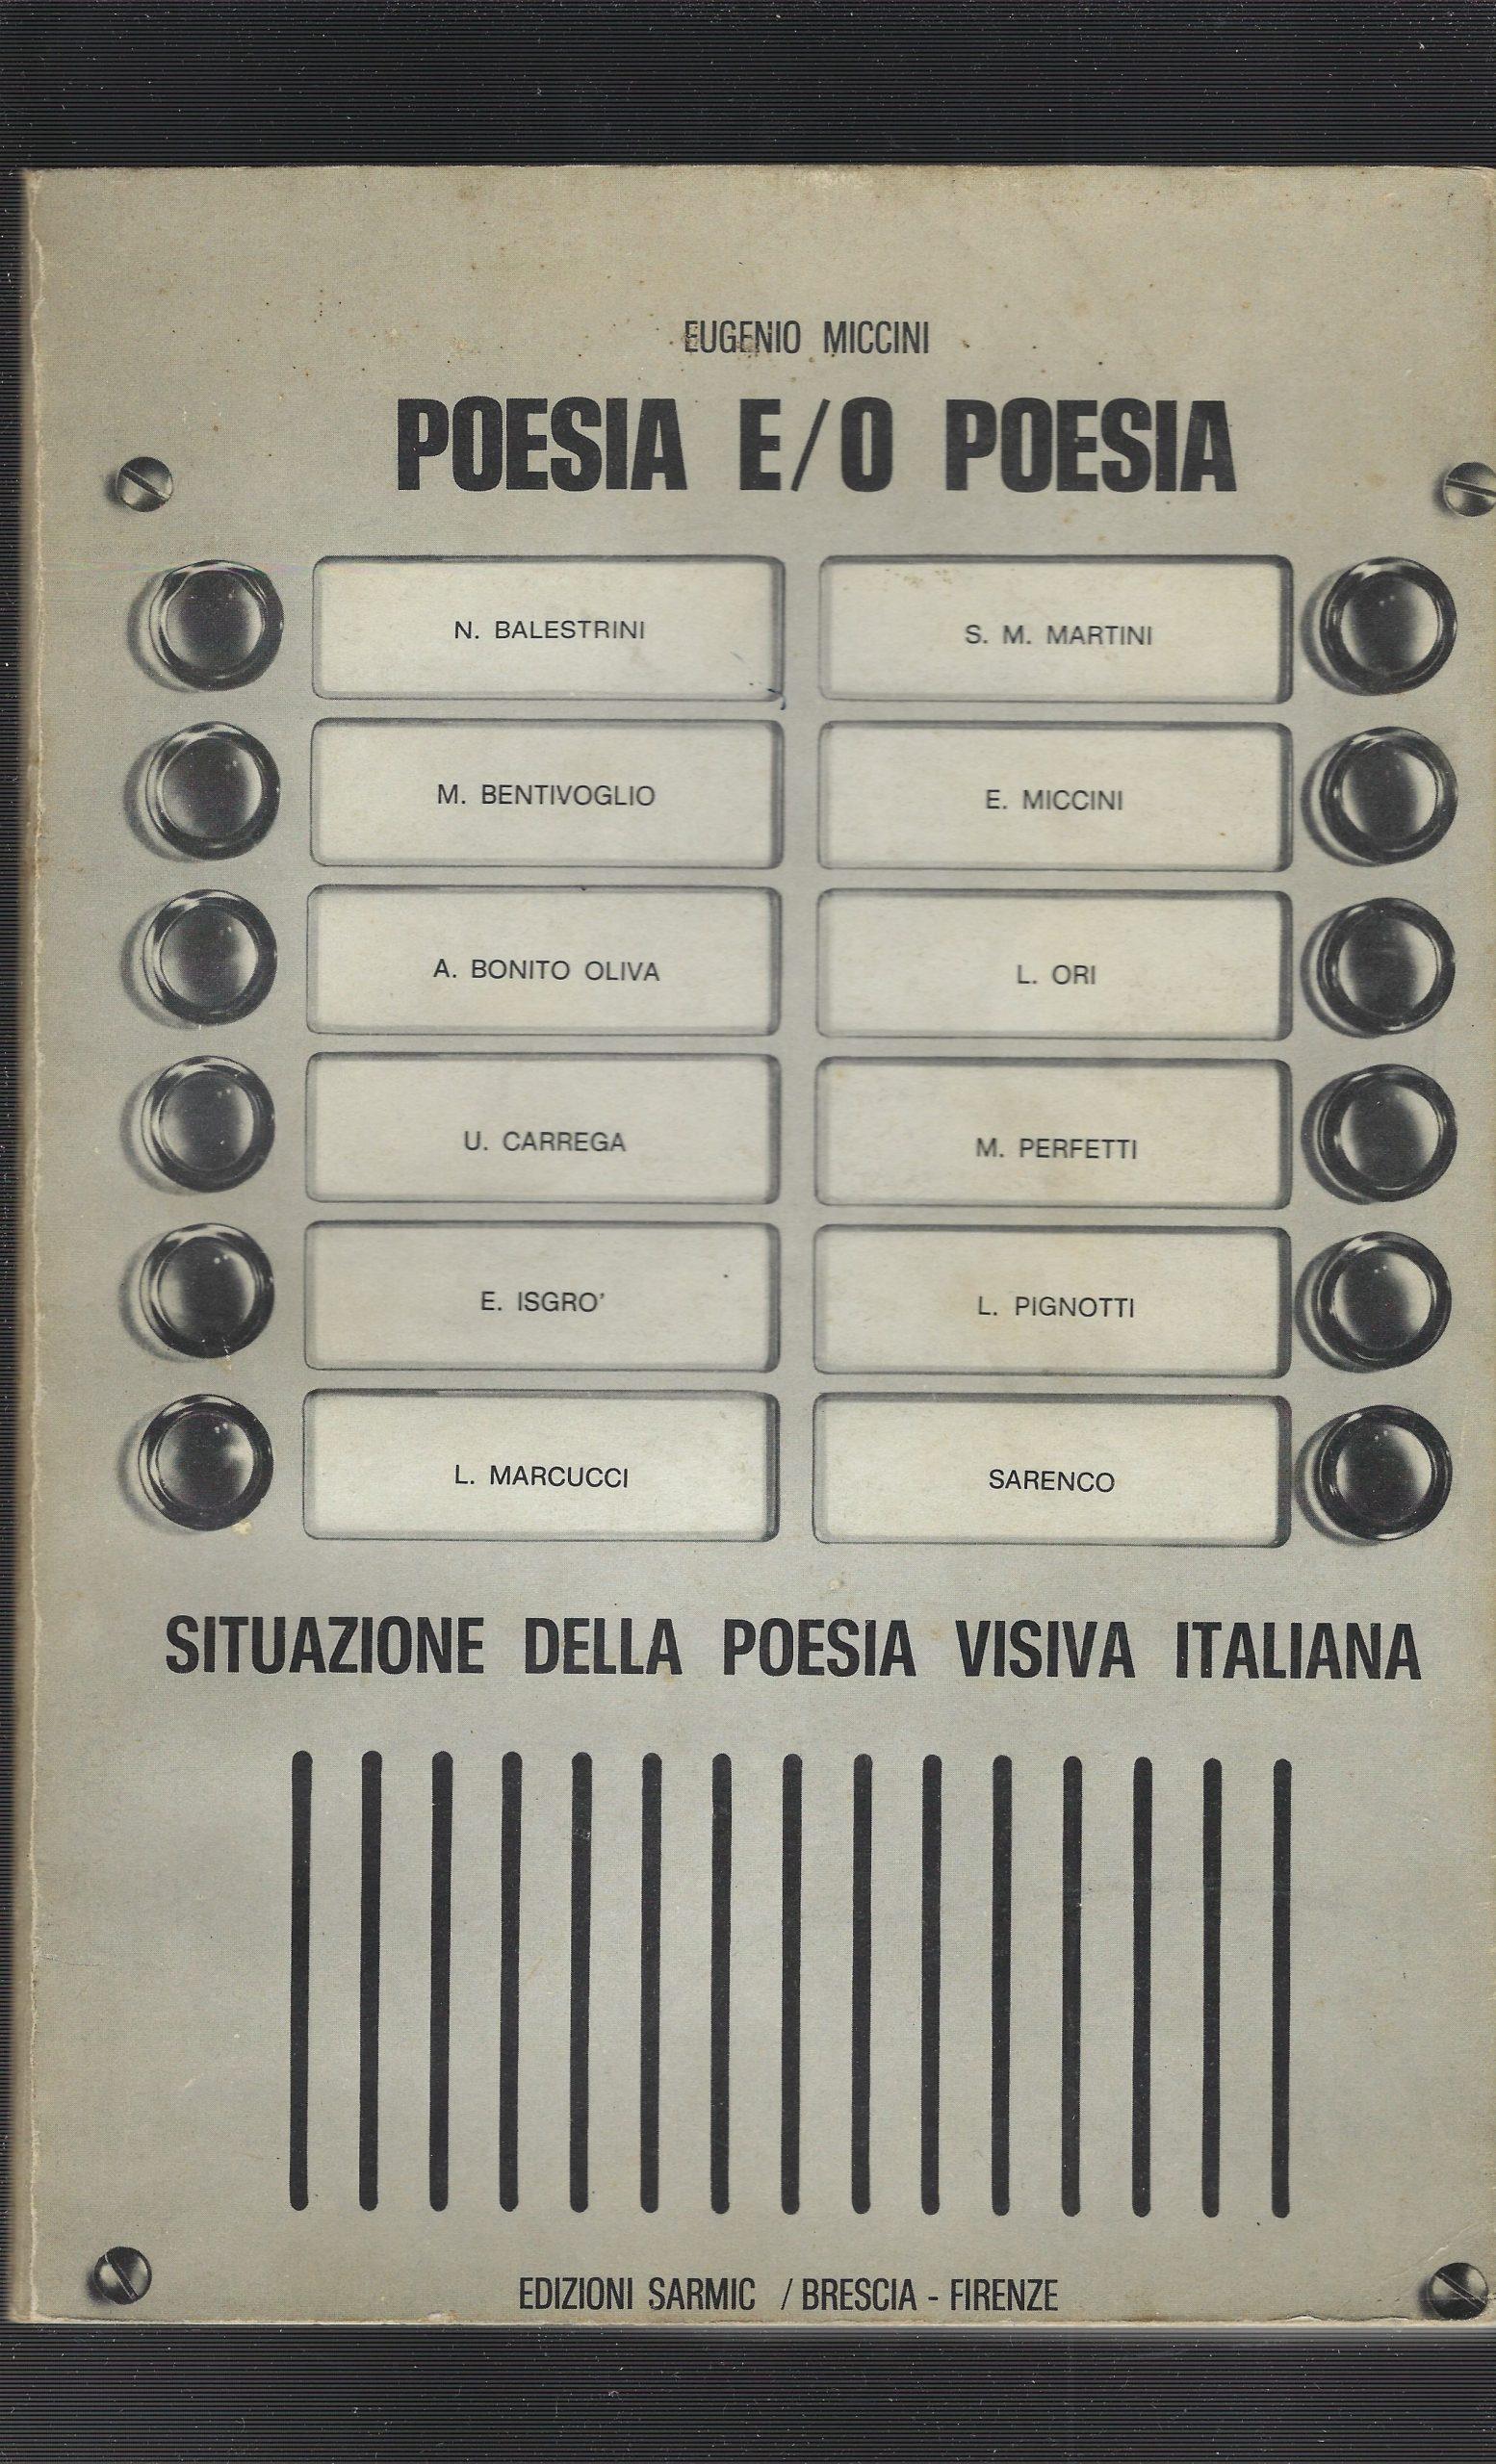 EUGENIO MICCINI
POESIA E/O POESIA
N. BALESTRINI
S. M. MARTINI
M. BENTIVOGLIO
E. MICCINI
A. BONITO OLIVA
L. ORI
U. CARREGA
M. PERFETTI
E. ISGRO'
L. PIGNOTTI
L. MARCUCCI
SARENCO
SITUAZIONE DELLA POESIA VISIVA ITALIANA
EDIZIONI SARMIC / BRESCIA - FIRENZE